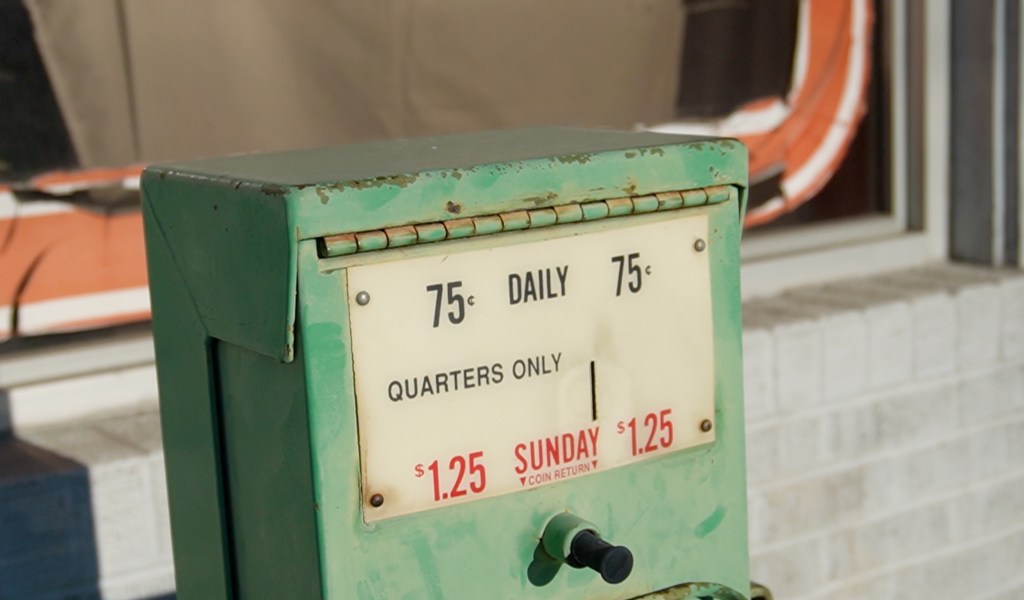 75¢ DAILY 75¢
QUARTERS ONLY
$1.25 SUNDAY $1.25
▼COIN RETURN▼